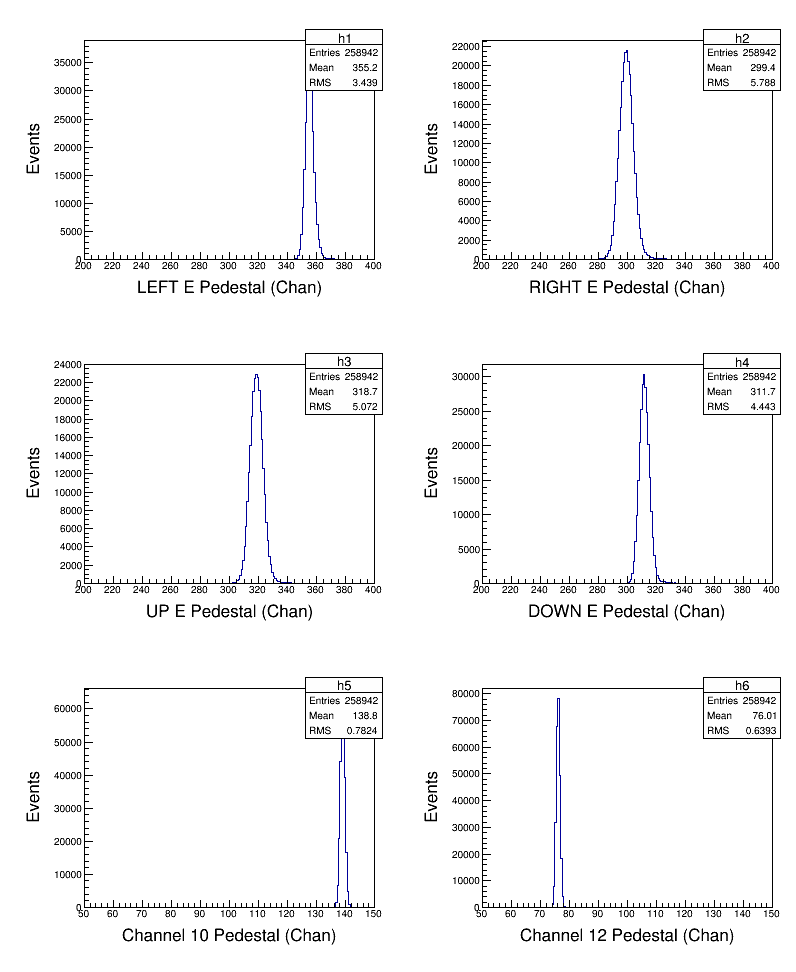 h1
Entries 258942
Mean 355.2
RMS 3.439
Events
35000
30000
25000
20000
15000
10000
5000
0
200 220 240 260 280 300 320 340 360 380 400
LEFT E Pedestal (Chan)
h2
Entries 258942
Mean 299.4
RMS 5.788
Events
22000
20000
18000
16000
14000
12000
10000
8000
6000
4000
2000
0
200 220 240 260 280 300 320 340 360 380 400
RIGHT E Pedestal (Chan)
h3
Entries 258942
Mean 318.7
RMS 5.072
Events
24000
22000
20000
18000
16000
14000
12000
10000
8000
6000
4000
2000
0
200 220 240 260 280 300 320 340 360 380 400
UP E Pedestal (Chan)
h4
Entries 258942
Mean 311.7
RMS 4.443
Events
30000
25000
20000
15000
10000
5000
0
200 220 240 260 280 300 320 340 360 380 400
DOWN E Pedestal (Chan)
h5
Entries 258942
Mean 138.8
RMS 0.7824
Events
60000
50000
40000
30000
20000
10000
0
50 60 70 80 90 100 110 120 130 140 150
Channel 10 Pedestal (Chan)
h6
Entries 258942
Mean 76.01
RMS 0.6393
Events
80000
70000
60000
50000
40000
30000
20000
10000
0
50 60 70 80 90 100 110 120 130 140 150
Channel 12 Pedestal (Chan)